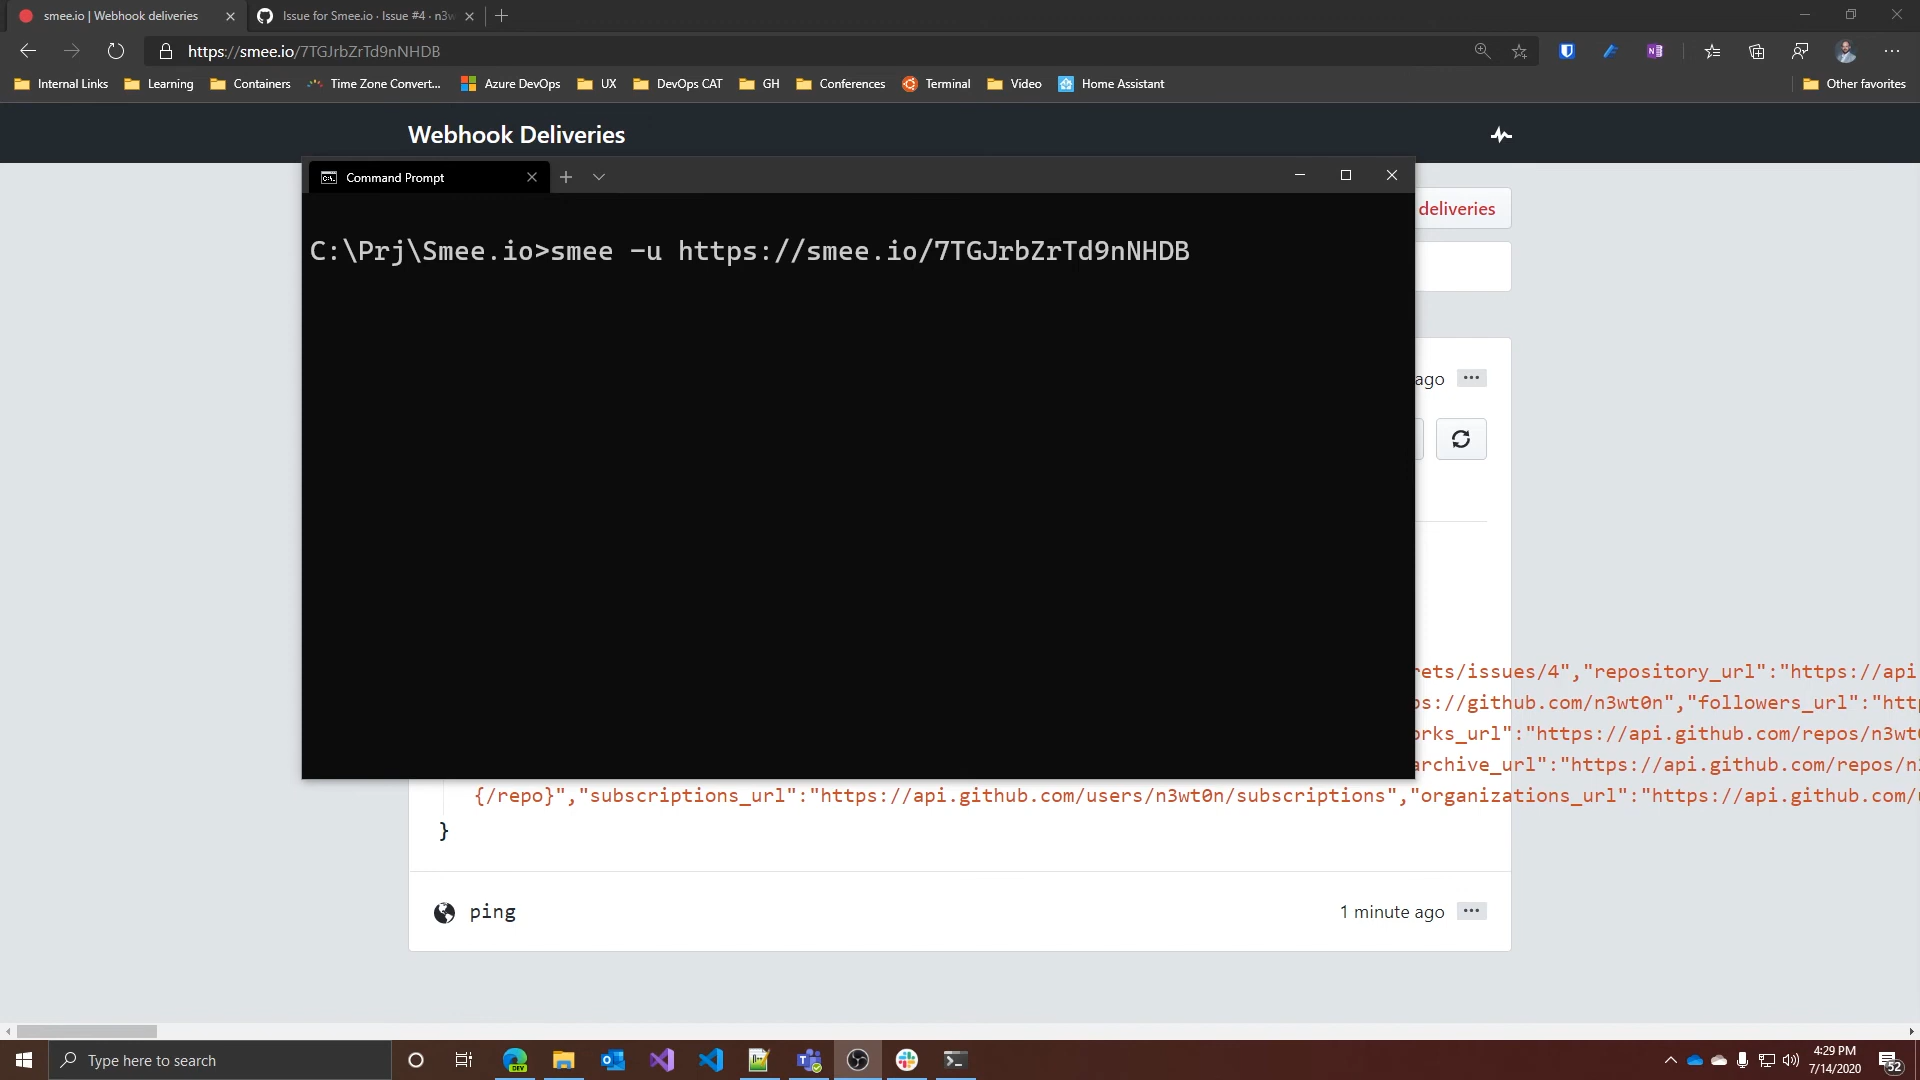 smee.io | Webhook deliveries
Issue for Smee.io · Issue #4 · n3w
https://smee.io/7TGJrbZrTd9nNHDB
Internal Links
Learning
Containers
Time Zone Convert...
Azure DevOps
UX
DevOps CAT
GH
Conferences
Terminal
Video
Home Assistant
Other favorites
Webhook Deliveries
Command Prompt
deliveries
C:\Prj\Smee.io>smee -u https://smee.io/7TGJrbZrTd9nNHDB
ago
rets/issues/4","repository_url":"https://api
ps://github.com/n3wt0n","followers_url":"htt
orks_url":"https://api.github.com/repos/n3wt
archive_url":"https://api.github.com/repos/n
{/repo}","subscriptions_url":"https://api.github.com/users/n3wt0n/subscriptions","organizations_url":"https://api.github.com/
}
ping
1 minute ago
Type here to search
4:29 PM
7/14/2020
52